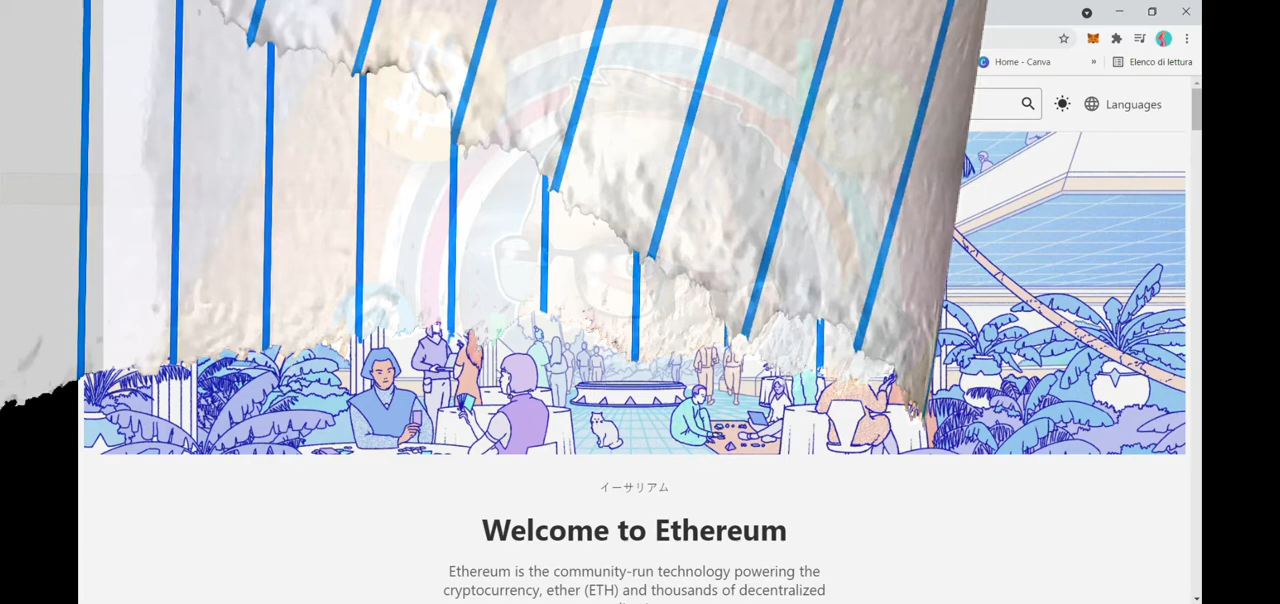 Home - Canva
»
Elenco di lettura
Languages
イーサリアム
Welcome to Ethereum
Ethereum is the community-run technology powering the
cryptocurrency, ether (ETH) and thousands of decentralized